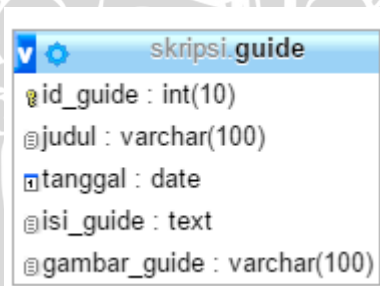 v skripsi.guide
id_guide : int(10)
judul : varchar(100)
tanggal : date
isi_guide : text
gambar_guide : varchar(100)